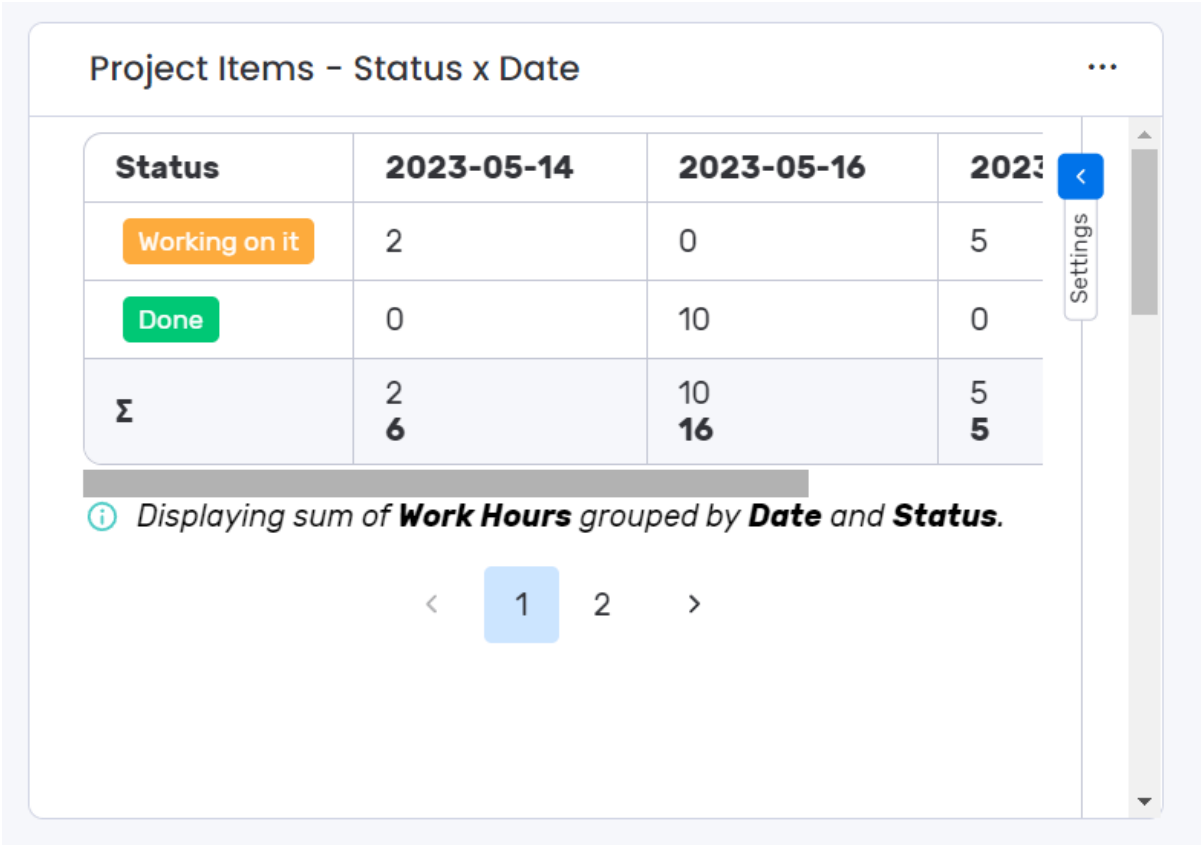 Project Items - Status x Date
Status 2023-05-14 2023-05-16 2023
Working on it 2 0 5
Done 0 10 0
Σ 2 10 5
6 16 5
Settings
Displaying sum of Work Hours grouped by Date and Status.
1 2